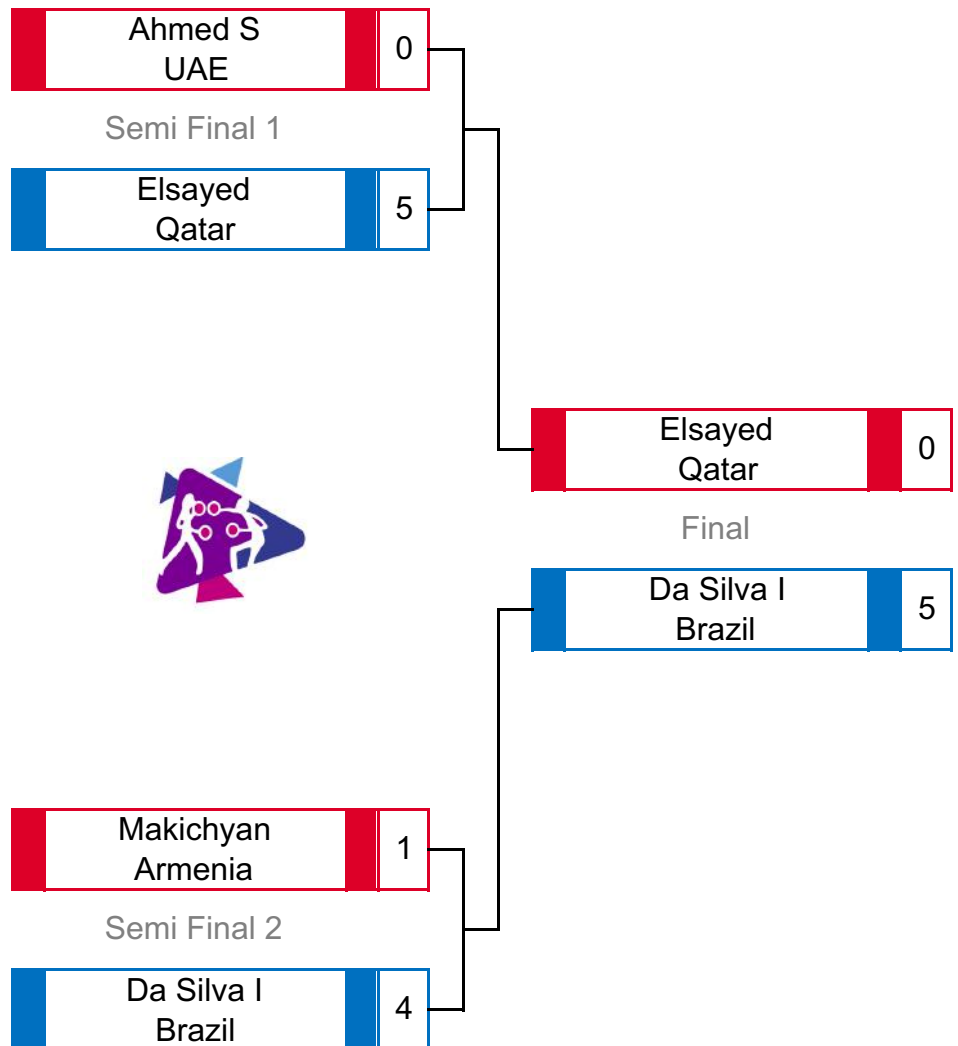 Ahmed S
UAE
0
Semi Final 1
Elsayed
Qatar
5
Elsayed
Qatar
0
Final
Da Silva I
Brazil
5
Makichyan
Armenia
1
Semi Final 2
Da Silva I
Brazil
4